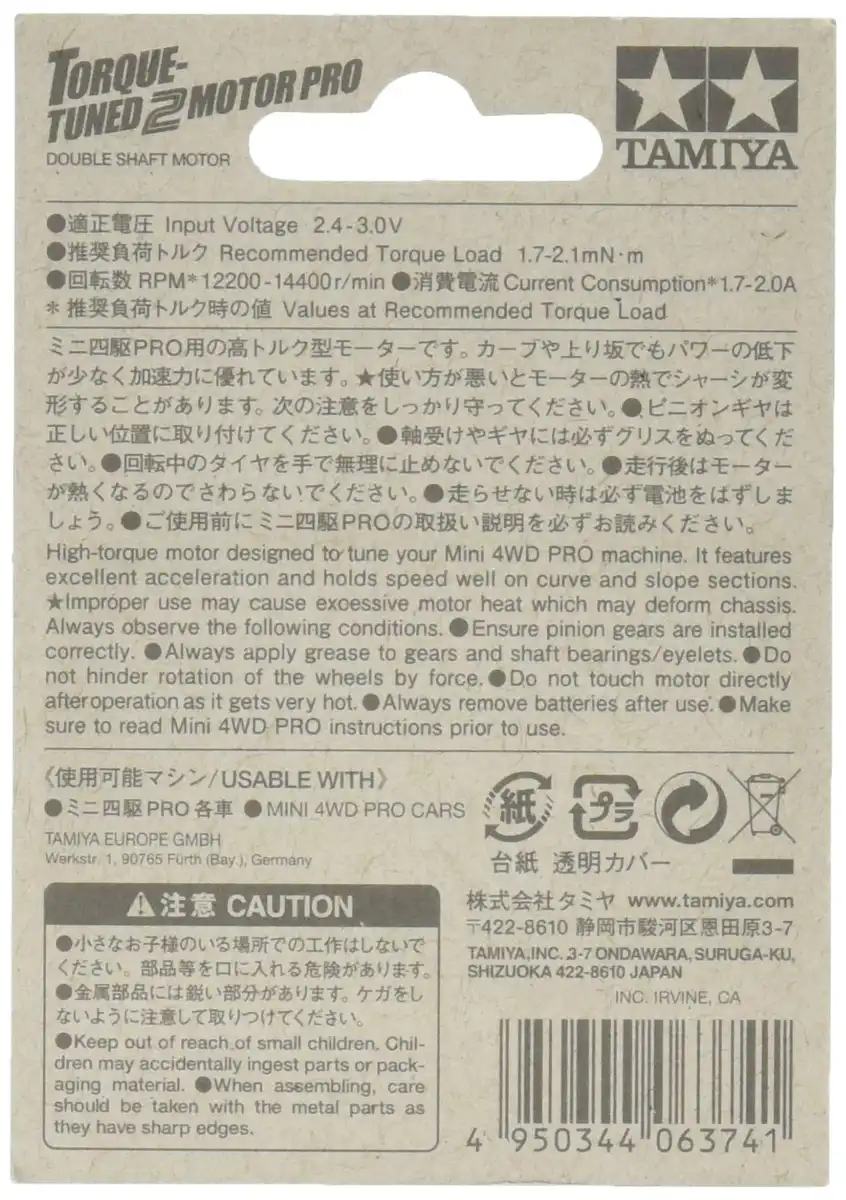 TORQUE-
TUNED 2 MOTOR PRO
DOUBLE SHAFT MOTOR
TAMIYA
●適正電圧 Input Voltage 2.4-3.0V
●推奨負荷トルク Recommended Torque Load 1.7-2.1mN·m
●回転数 RPM*12200-14400r/min ●消費電流 Current Consumption*1.7-2.0A
* 推奨負荷トルク時の値 Values at Recommended Torque Load
ミニ四駆PRO用の高トルク型モーターです。カーブや上り坂でもパワーの低下
が少なく加速力に優れています。★使い方が悪いとモーターの熱でシャーシが変
形することがあります。次の注意をしっかり守ってください。●ピニオンギヤは
正しい位置に取り付けてください。●軸受けやギヤには必ずグリスをぬってくだ
さい。●回転中のタイヤを手で無理に止めないでください。●走行後はモーター
が熱くなるのでさわらないでください。●走らせない時は必ず電池をはずしま
しょう。●ご使用前にミニ四駆PROの取扱い説明を必ずお読みください。
High-torque motor designed to tune your Mini 4WD PRO machine. It features
excellent acceleration and holds speed well on curve and slope sections.
★Improper use may cause excessive motor heat which may deform chassis.
Always observe the following conditions. ●Ensure pinion gears are installed
correctly. ●Always apply grease to gears and shaft bearings/eyelets. ●Do
not hinder rotation of the wheels by force. ●Do not touch motor directly
after operation as it gets very hot. ●Always remove batteries after use. ●Make
sure to read Mini 4WD PRO instructions prior to use.
《使用可能マシン/USABLE WITH》
●ミニ四駆PRO各車 ●MINI 4WD PRO CARS
TAMIYA EUROPE GMBH
Werkstr. 1, 90765 Fürth (Bay.), Germany
紙 プラ
台紙 透明カバー
注意 CAUTION
●小さなお子様のいる場所での工作はしないで
ください。部品等を口に入れる危険があります。
●金属部品には鋭い部分があります。ケガをし
ないように注意して取りつけてください。
●Keep out of reach of small children. Chil-
dren may accidentally ingest parts or pack-
aging material. ●When assembling, care
should be taken with the metal parts as
they have sharp edges.
株式会社タミヤ www.tamiya.com
〒422-8610 静岡市駿河区恩田原3-7
TAMIYA,INC. 3-7 ONDAWARA, SURUGA-KU,
SHIZUOKA 422-8610 JAPAN
INC. IRVINE, CA
4 950344 063741